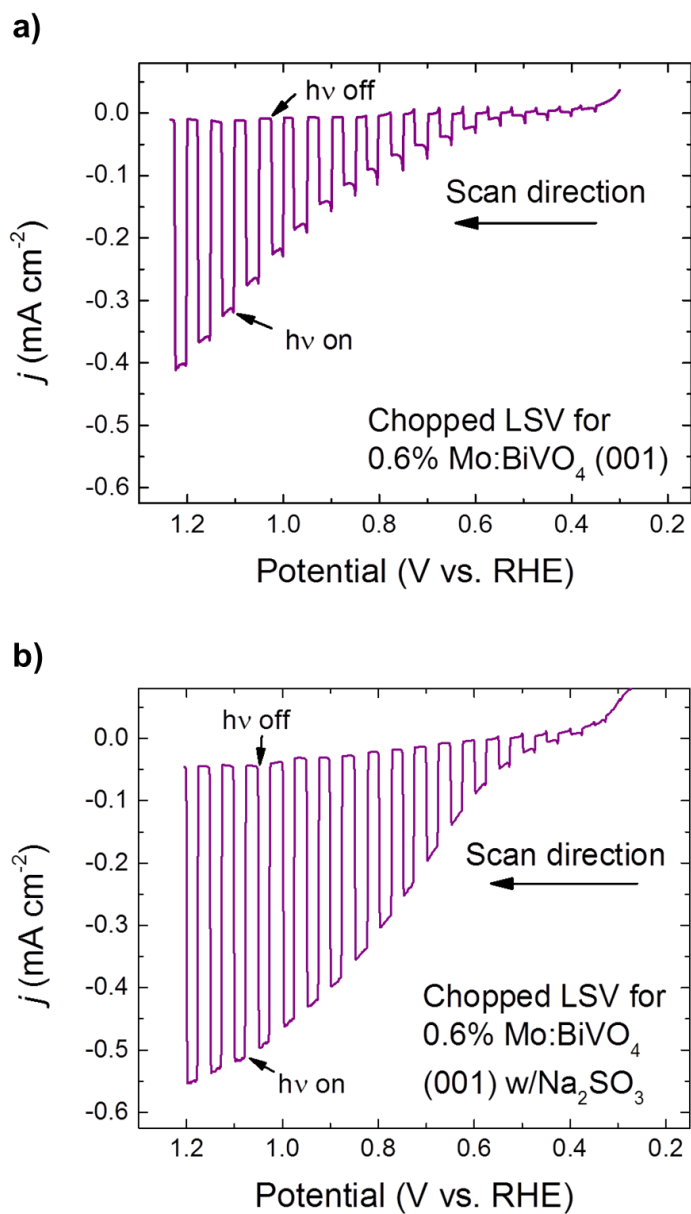 a)
0.0
-0.1
-0.2
-0.3
-0.4
-0.5
-0.6
j (mA cm⁻²)
hν off
Scan direction
hν on
Chopped LSV for
0.6% Mo:BiVO₄ (001)
1.2 1.0 0.8 0.6 0.4 0.2
Potential (V vs. RHE)
b)
0.0
-0.1
-0.2
-0.3
-0.4
-0.5
-0.6
j (mA cm⁻²)
hν off
Scan direction
hν on
Chopped LSV for
0.6% Mo:BiVO₄
(001) w/Na₂SO₃
1.2 1.0 0.8 0.6 0.4 0.2
Potential (V vs. RHE)